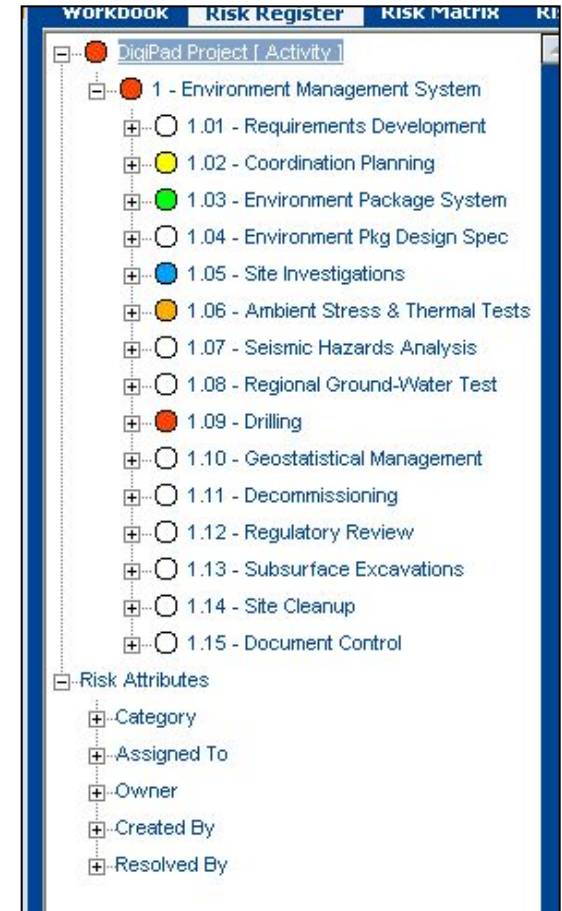 Workbook Risk Register Risk Matrix
DigiPad Project [ Activity ]
1 - Environment Management System
1.01 - Requirements Development
1.02 - Coordination Planning
1.03 - Environment Package System
1.04 - Environment Pkg Design Spec
1.05 - Site Investigations
1.06 - Ambient Stress & Thermal Tests
1.07 - Seismic Hazards Analysis
1.08 - Regional Ground-Water Test
1.09 - Drilling
1.10 - Geostatistical Management
1.11 - Decommissioning
1.12 - Regulatory Review
1.13 - Subsurface Excavations
1.14 - Site Cleanup
1.15 - Document Control
Risk Attributes
Category
Assigned To
Owner
Created By
Resolved By